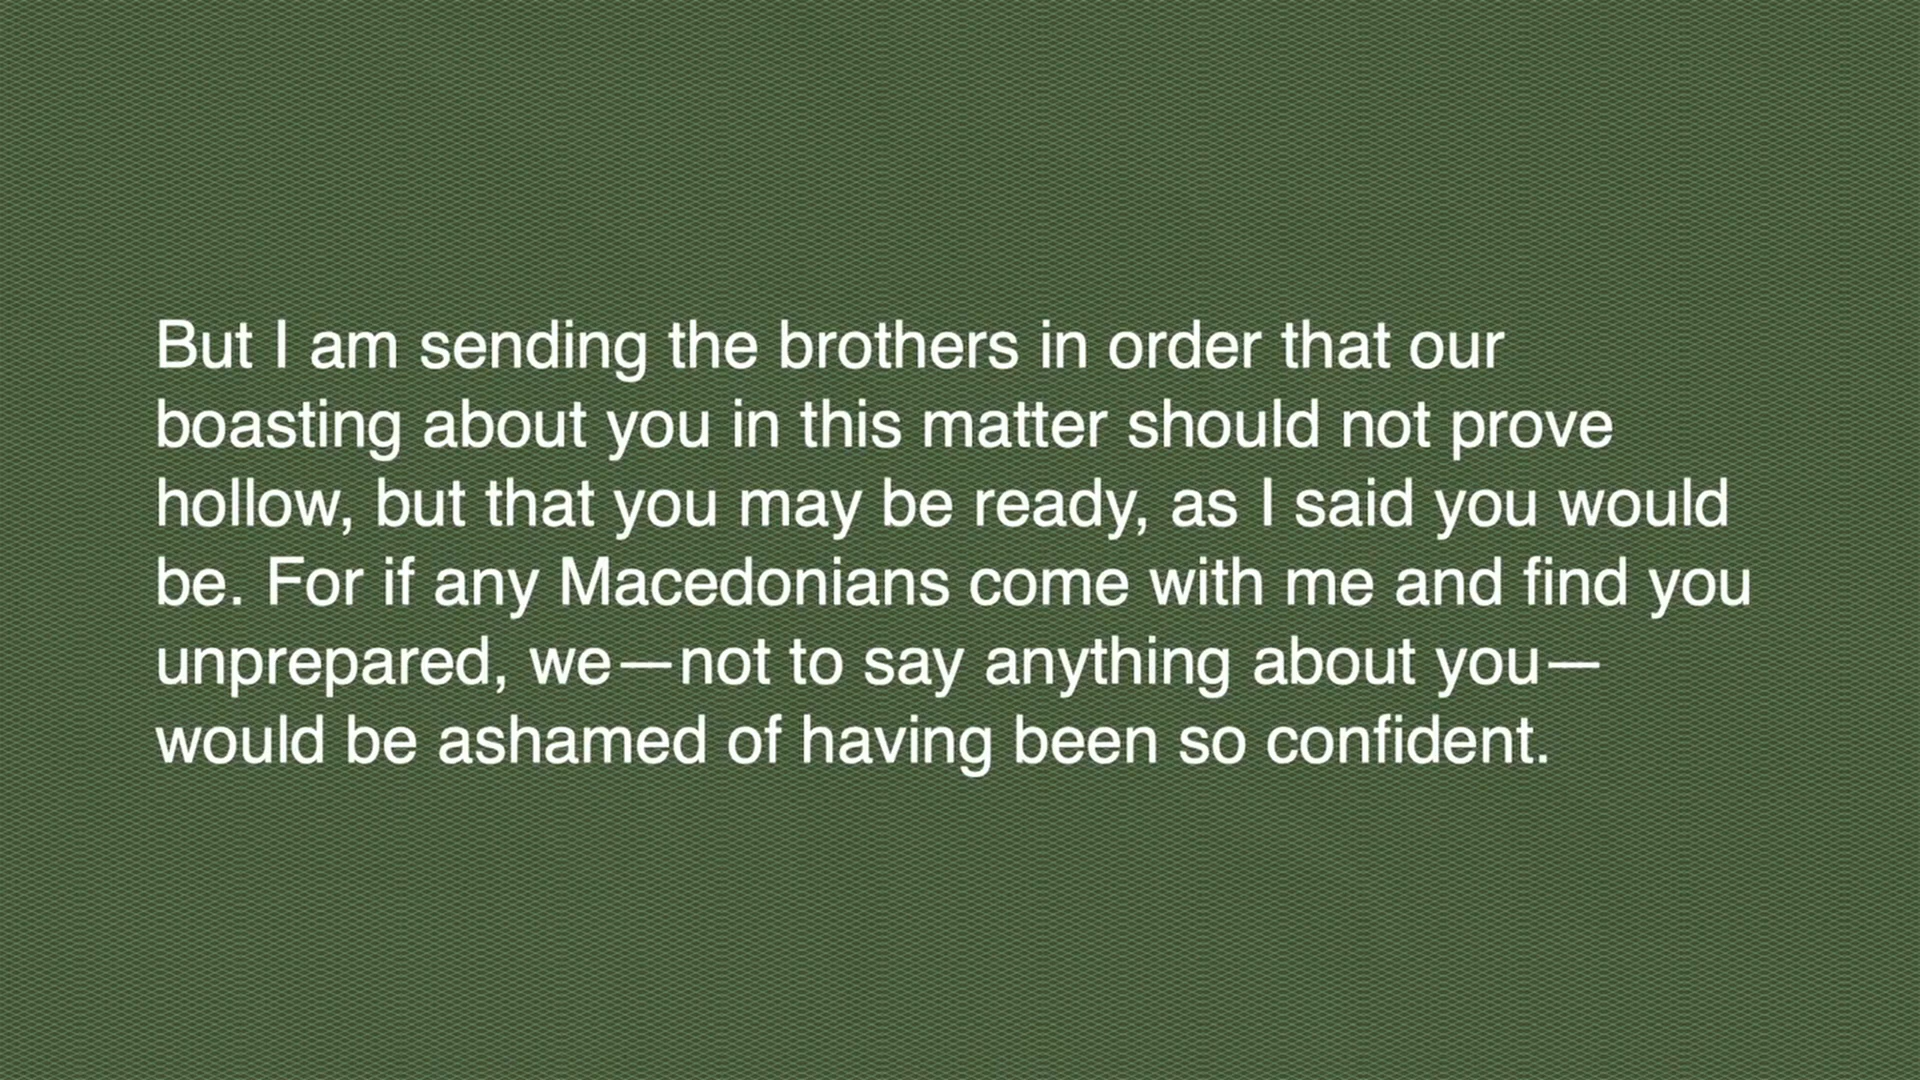 But I am sending the brothers in order that our
boasting about you in this matter should not prove
hollow, but that you may be ready, as I said you would
be. For if any Macedonians come with me and find you
unprepared, we—not to say anything about you—
would be ashamed of having been so confident.